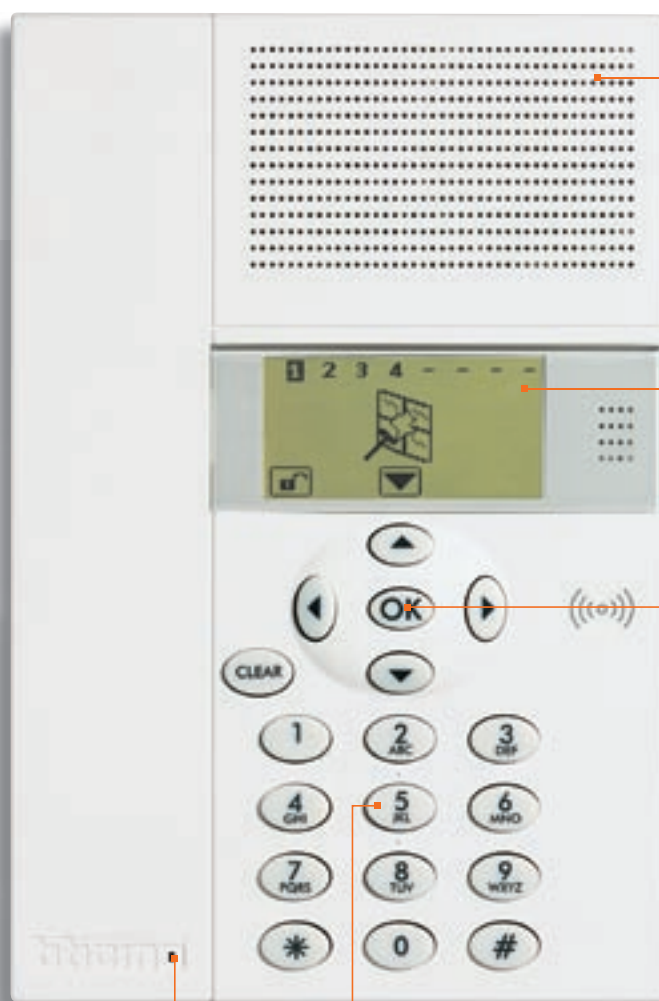 1 2 3 4 - - - -
OK
CLEAR
1 2 ABC 3 DEF
4 GHI 5 JKL 6 MNO
7 PQRS 8 TUV 9 WXYZ
* 0 #